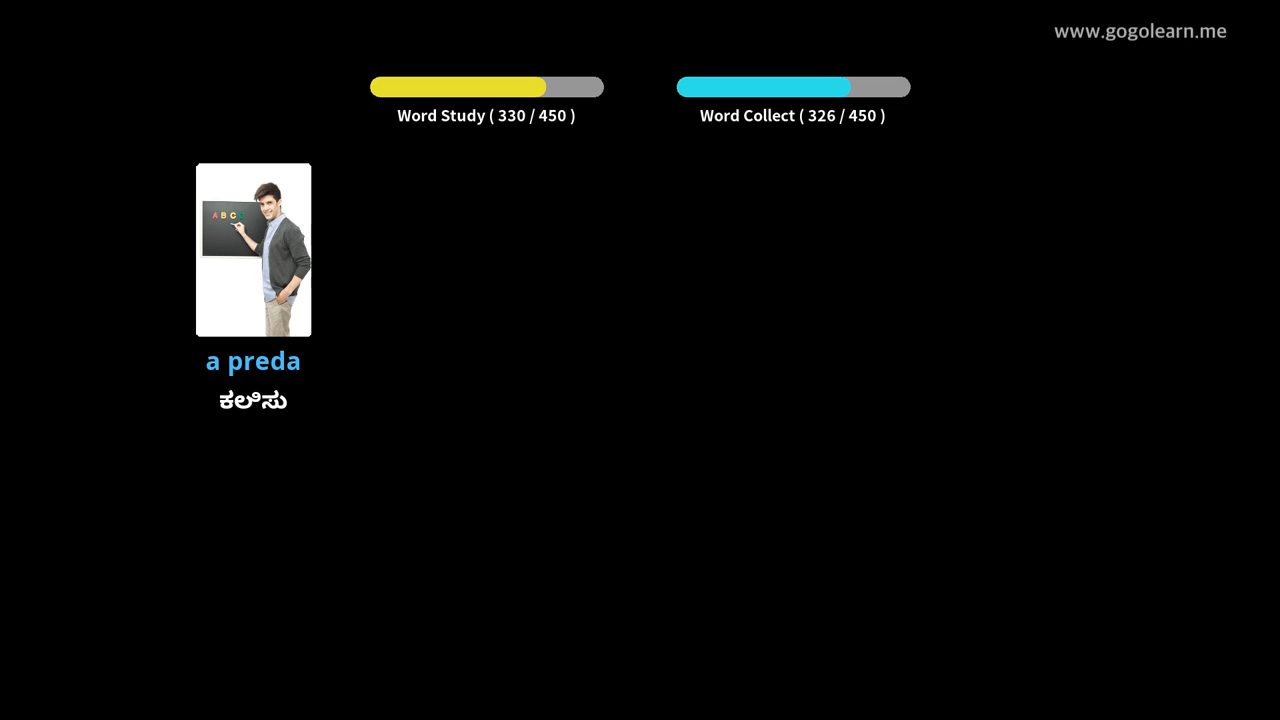 www.gogolearn.me
Word Study ( 330 / 450 )
Word Collect ( 326 / 450 )
A B C D
a preda
ಕಲಿಸು